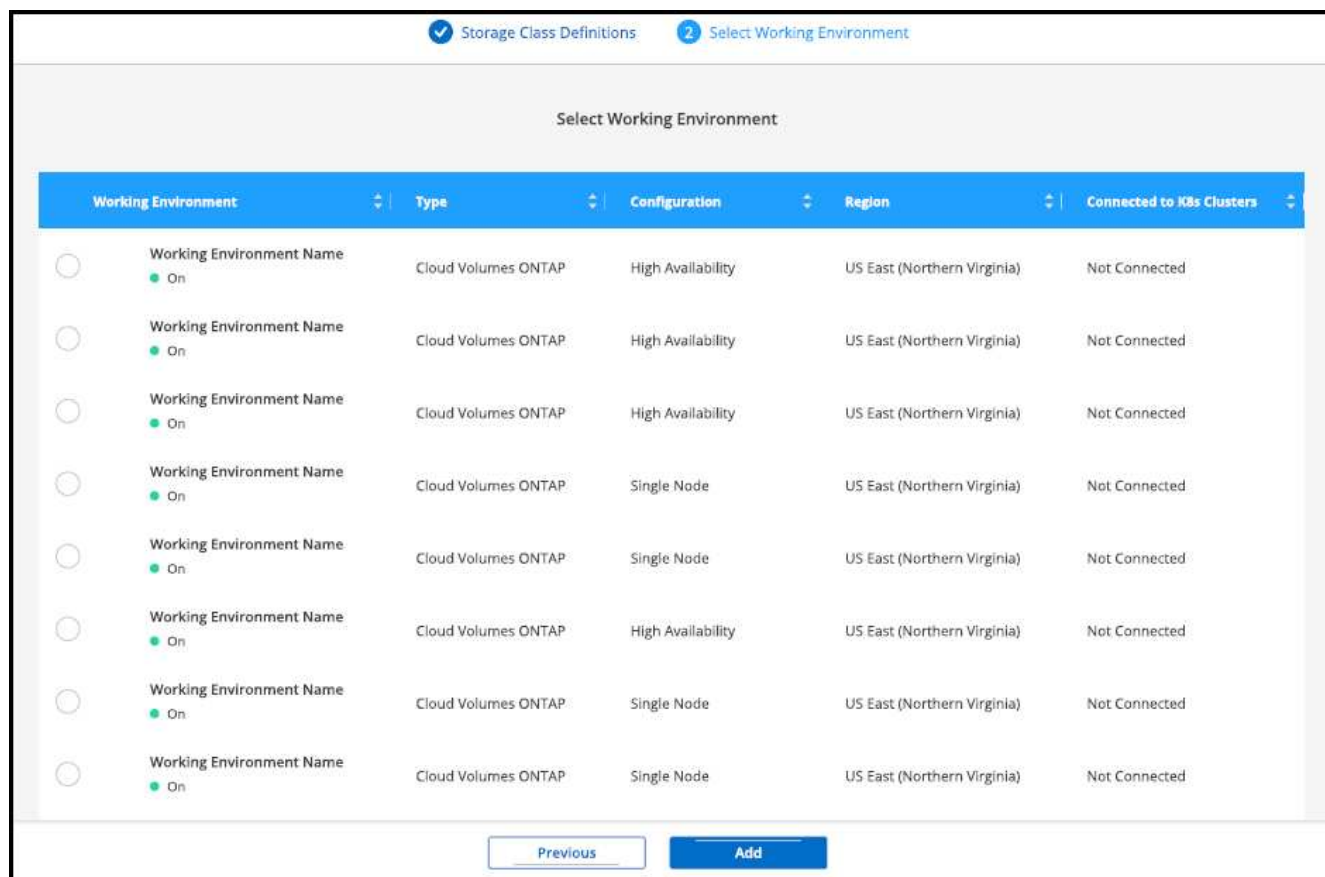 Storage Class Definitions 2 Select Working Environment
Select Working Environment
Working Environment Type Configuration Region Connected to K8s Clusters
Working Environment Name
On
Cloud Volumes ONTAP High Availability US East (Northern Virginia) Not Connected
Working Environment Name
On
Cloud Volumes ONTAP High Availability US East (Northern Virginia) Not Connected
Working Environment Name
On
Cloud Volumes ONTAP High Availability US East (Northern Virginia) Not Connected
Working Environment Name
On
Cloud Volumes ONTAP Single Node US East (Northern Virginia) Not Connected
Working Environment Name
On
Cloud Volumes ONTAP Single Node US East (Northern Virginia) Not Connected
Working Environment Name
On
Cloud Volumes ONTAP High Availability US East (Northern Virginia) Not Connected
Working Environment Name
On
Cloud Volumes ONTAP Single Node US East (Northern Virginia) Not Connected
Working Environment Name
On
Cloud Volumes ONTAP Single Node US East (Northern Virginia) Not Connected
Previous Add